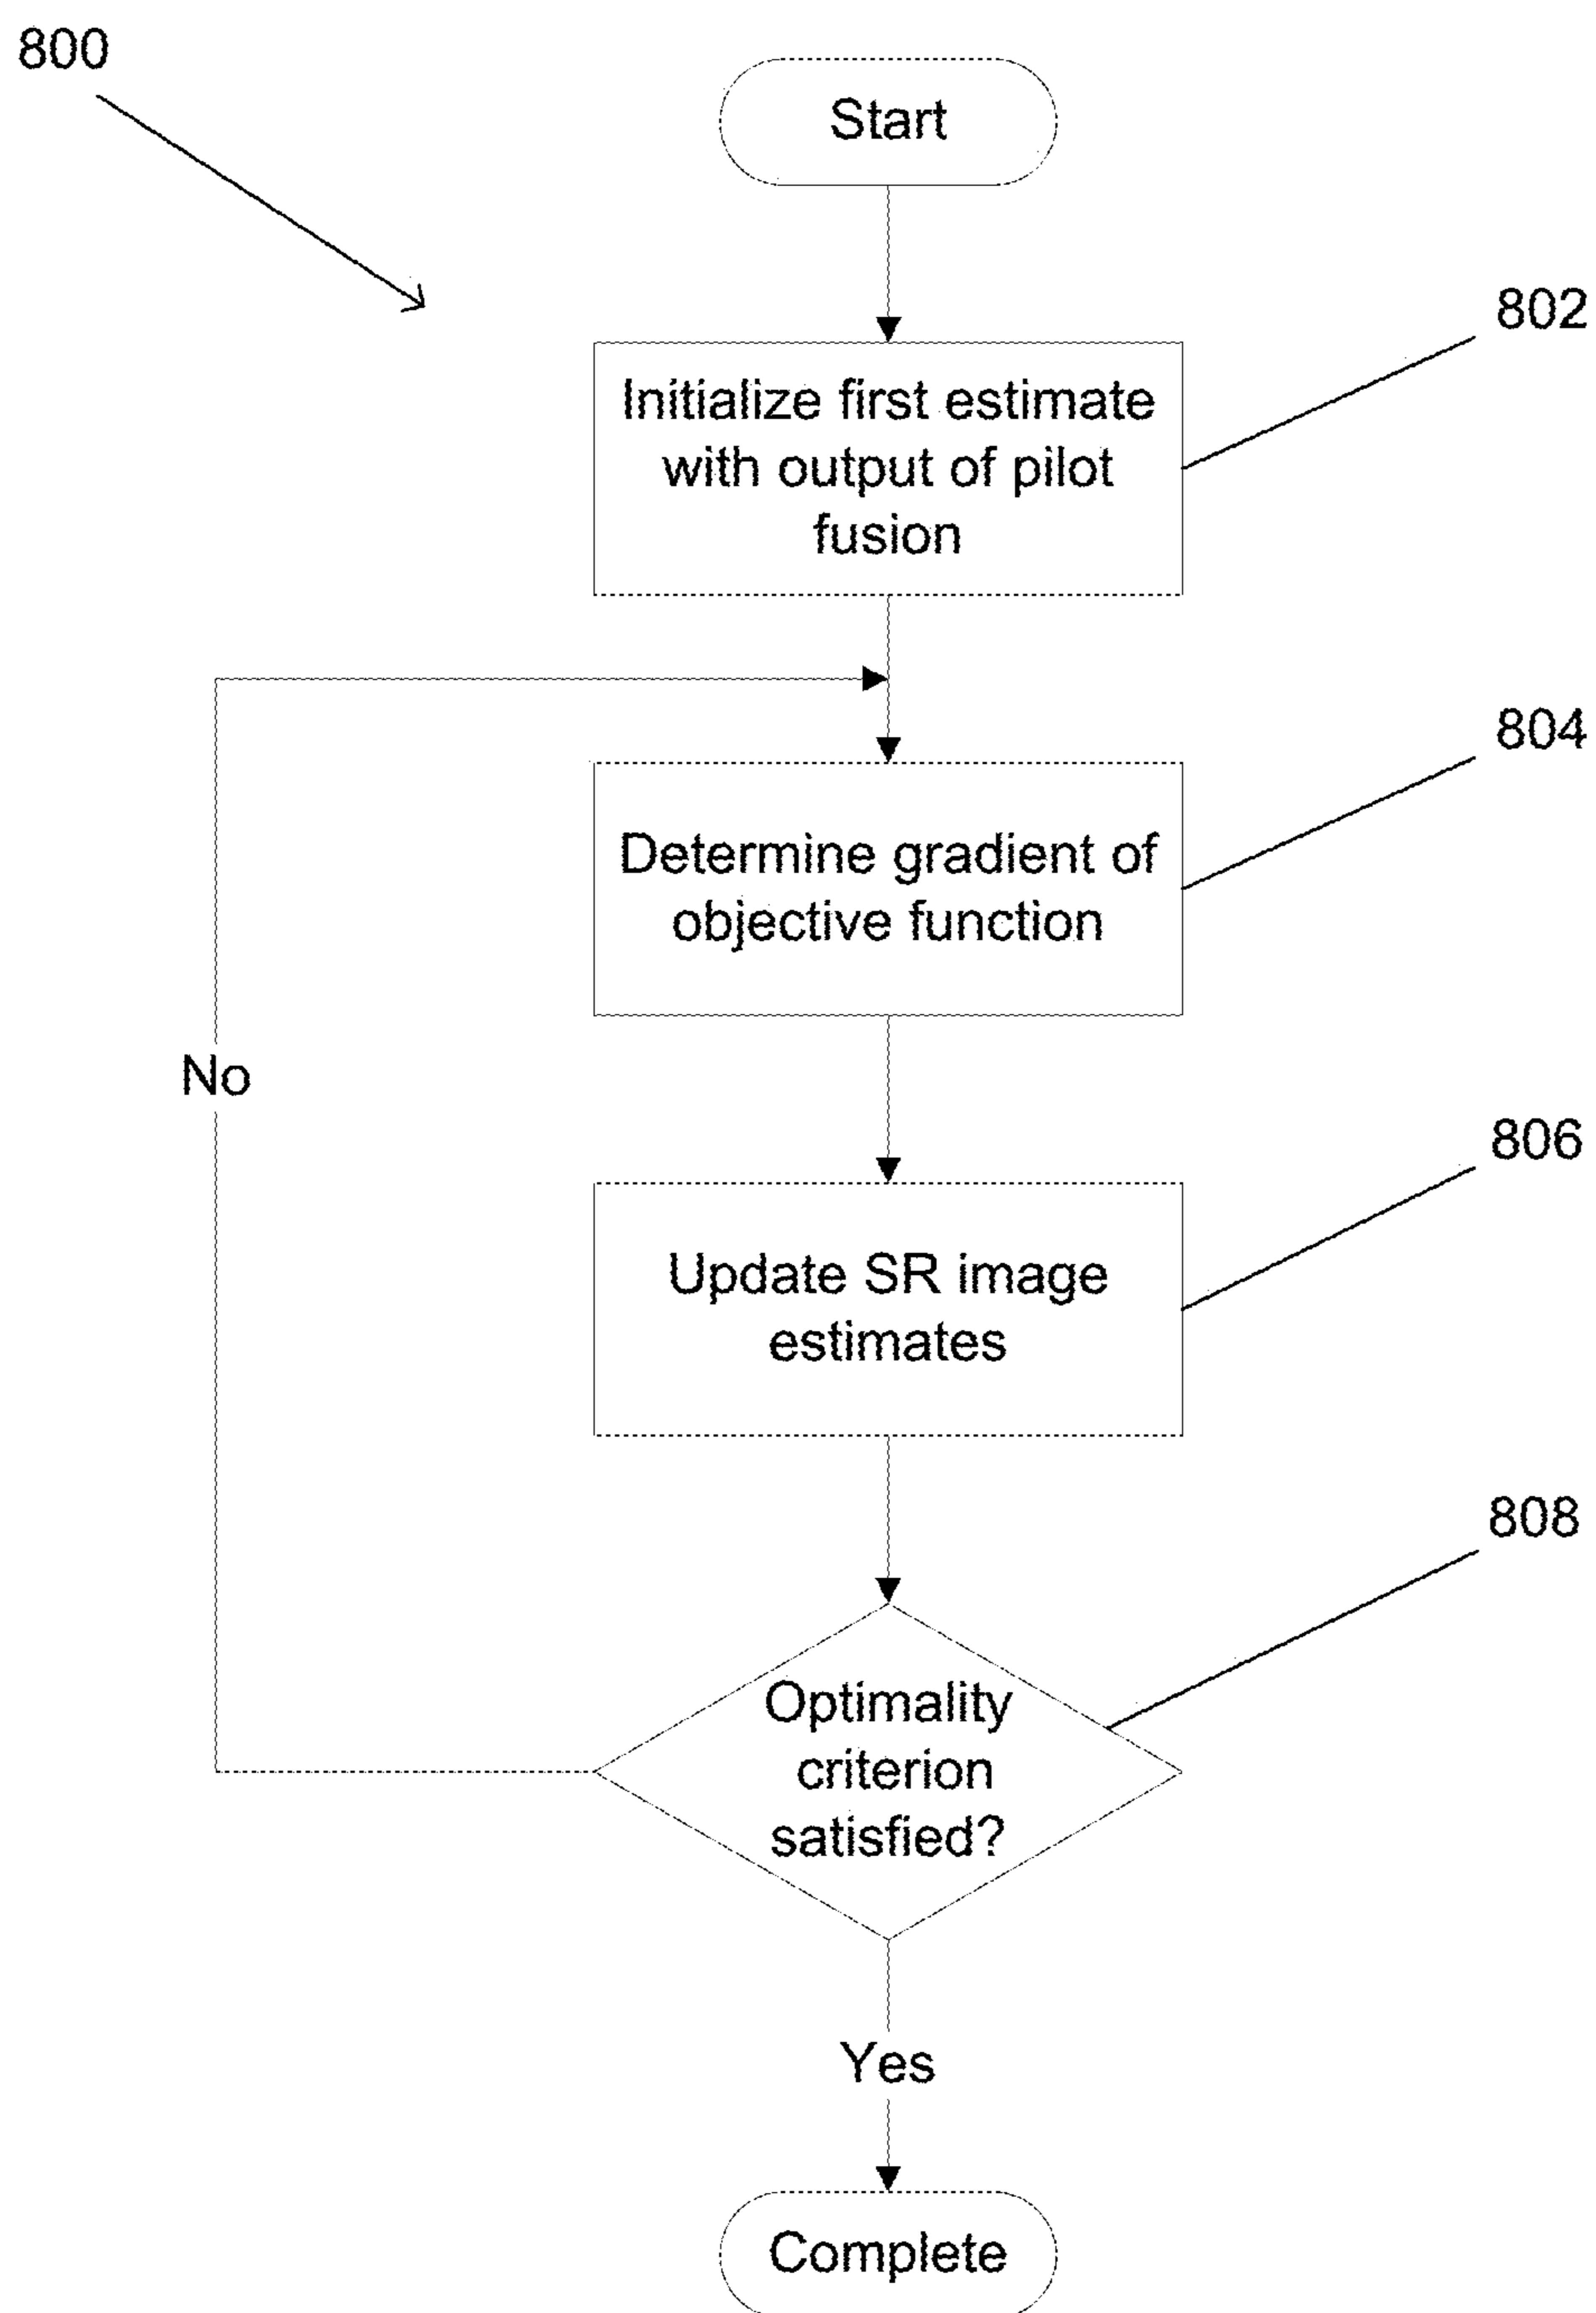 800
Start
802
Initialize first estimate
with output of pilot
fusion
804
Determine gradient of
objective function
No
806
Update SR image
estimates
808
Optimality
criterion
satisfied?
Yes
Complete